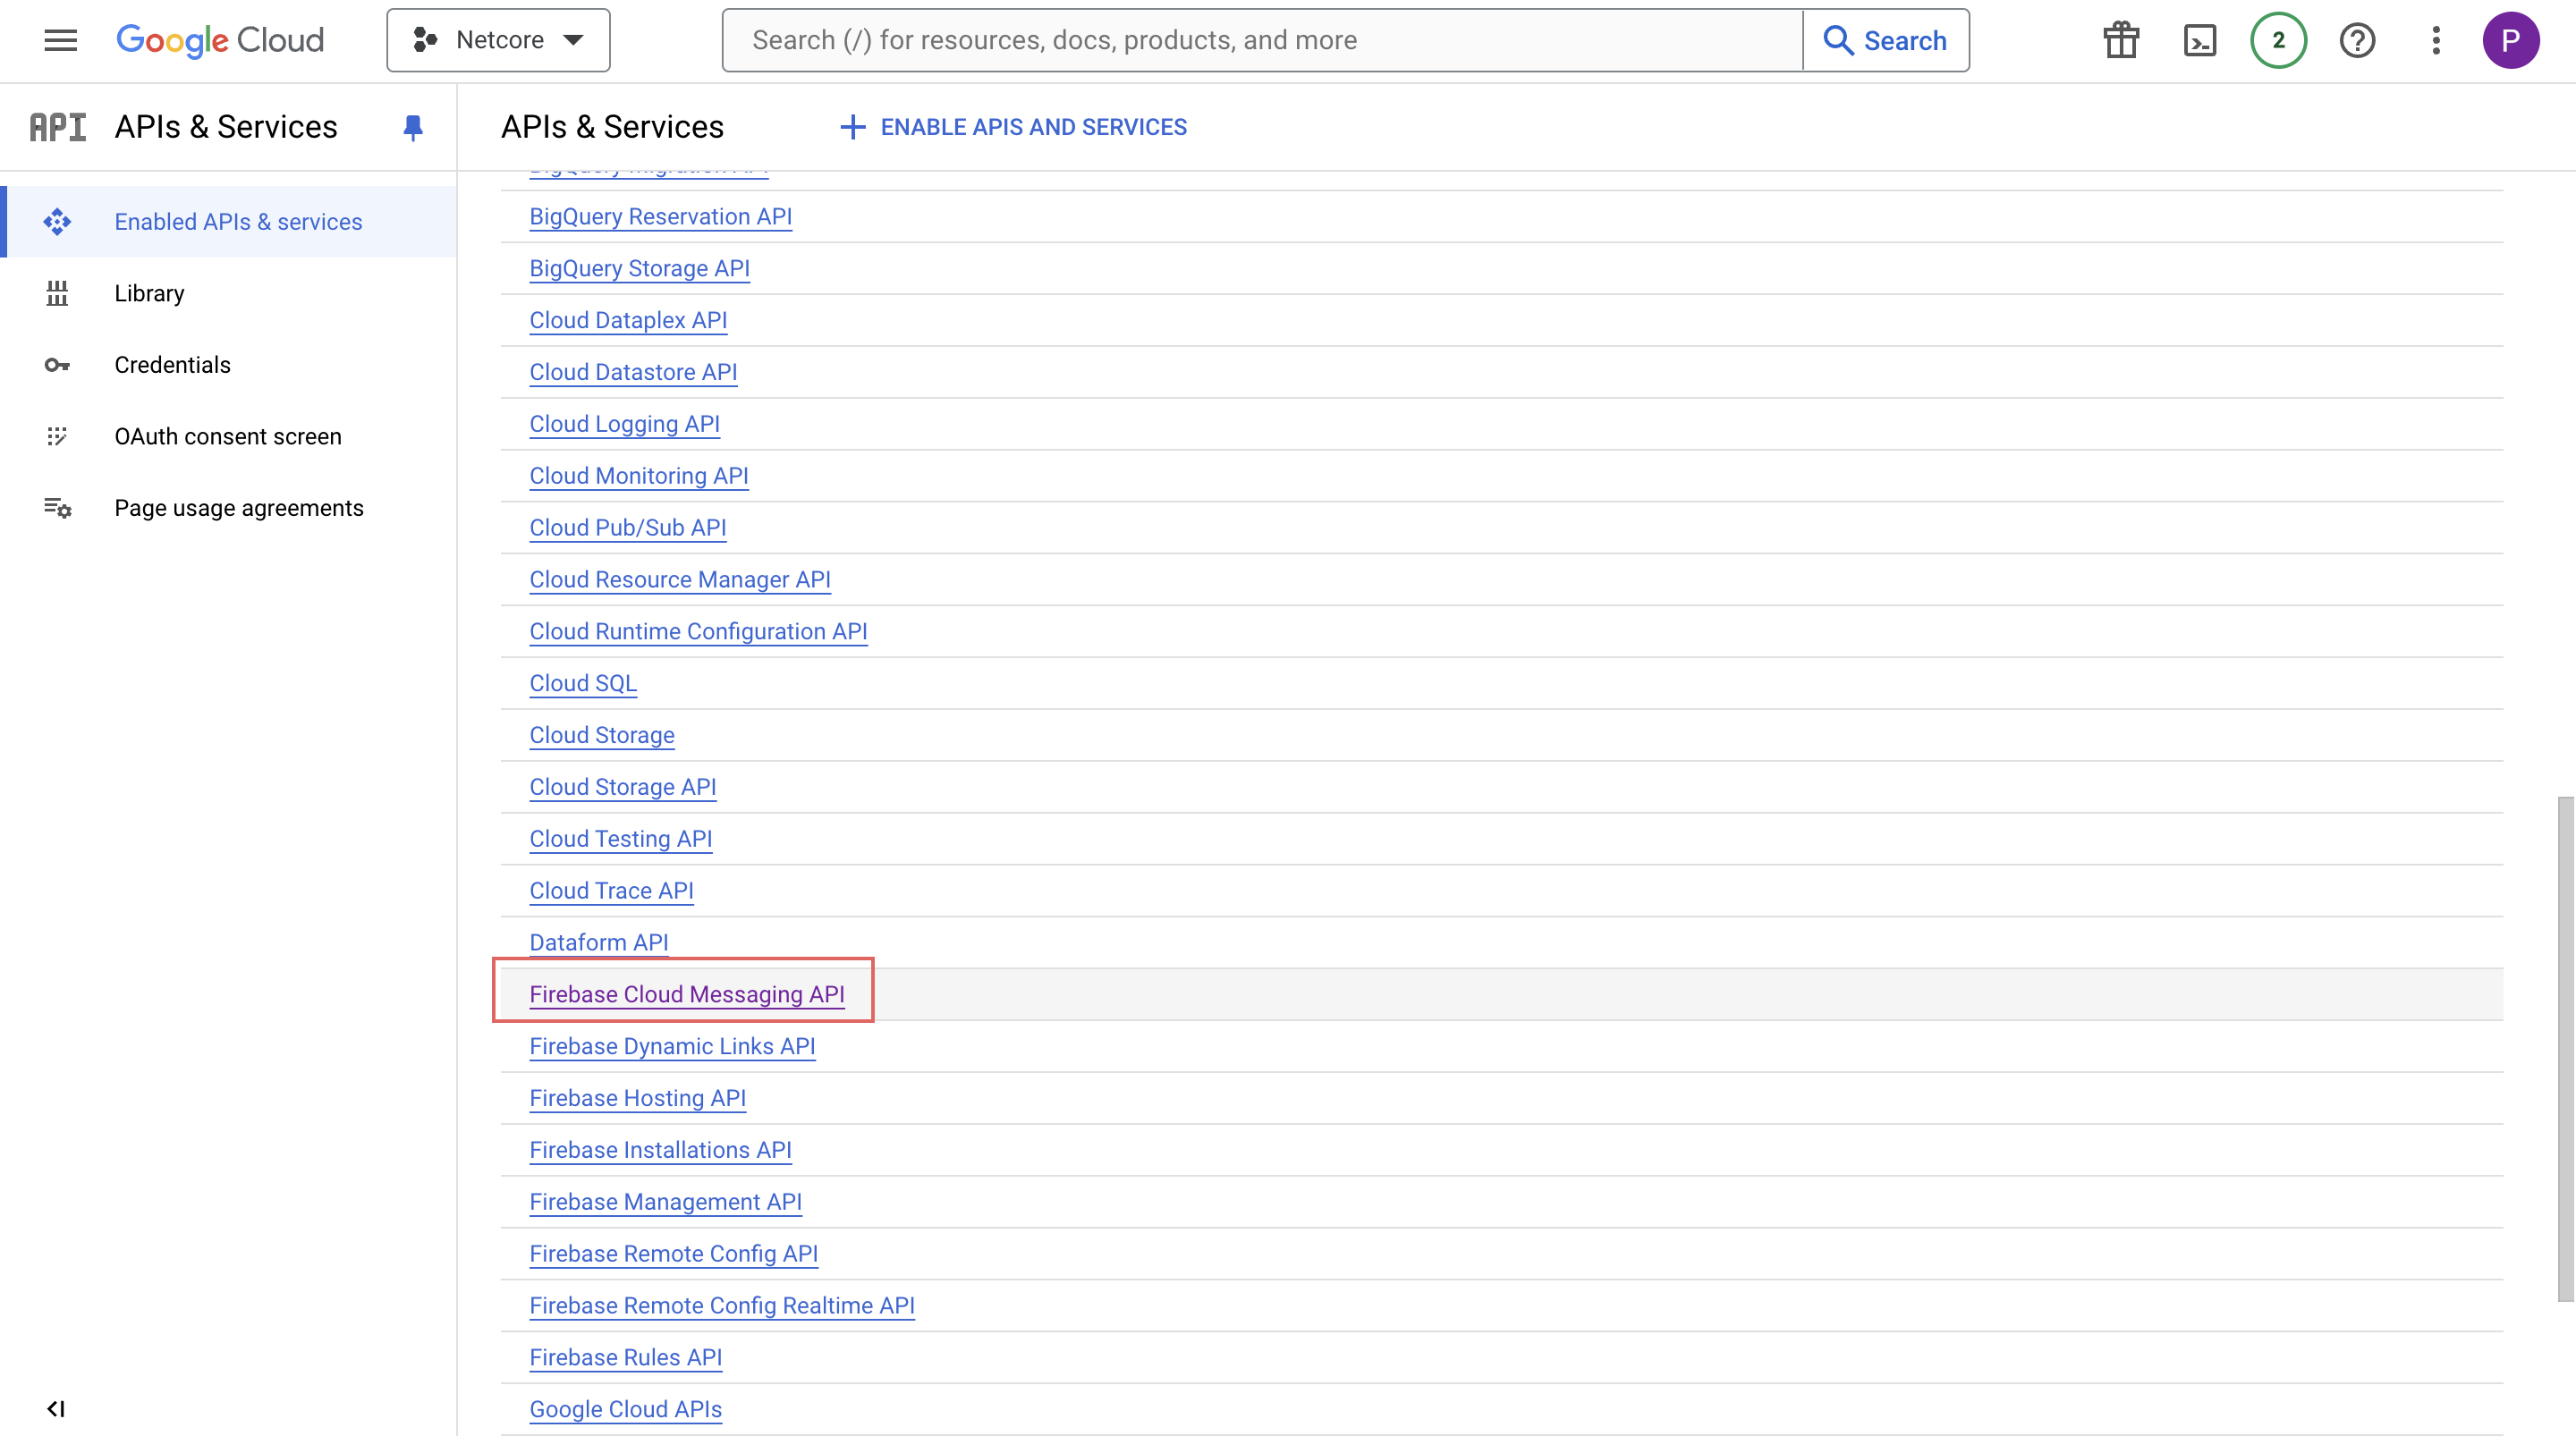 Google Cloud
Netcore
Search (/) for resources, docs, products, and more
Search
2
P
API
APIs & Services
APIs & Services
ENABLE APIS AND SERVICES
Enabled APIs & services
Library
Credentials
OAuth consent screen
Page usage agreements
BigQuery Migration API
BigQuery Reservation API
BigQuery Storage API
Cloud Dataplex API
Cloud Datastore API
Cloud Logging API
Cloud Monitoring API
Cloud Pub/Sub API
Cloud Resource Manager API
Cloud Runtime Configuration API
Cloud SQL
Cloud Storage
Cloud Storage API
Cloud Testing API
Cloud Trace API
Dataform API
Firebase Cloud Messaging API
Firebase Dynamic Links API
Firebase Hosting API
Firebase Installations API
Firebase Management API
Firebase Remote Config API
Firebase Remote Config Realtime API
Firebase Rules API
Google Cloud APIs